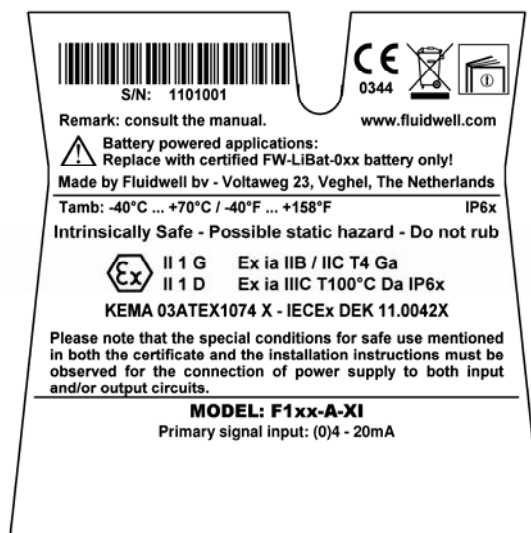 CE
0344
S/N: 1101001
Remark: consult the manual. www.fluidwell.com
Battery powered applications:
Replace with certified FW-LiBat-0xx battery only!
Made by Fluidwell bv - Voltaweg 23, Veghel, The Netherlands
Tamb: -40°C ... +70°C / -40°F ... +158°F IP6x
Intrinsically Safe - Possible static hazard - Do not rub
Ex
II 1 G Ex ia IIB / IIC T4 Ga
II 1 D Ex ia IIIC T100°C Da IP6x
KEMA 03ATEX1074 X - IECEx DEK 11.0042X
Please note that the special conditions for safe use mentioned
in both the certificate and the installation instructions must be
observed for the connection of power supply to both input
and/or output circuits.
MODEL: F1xx-A-XI
Primary signal input: (0)4 - 20mA